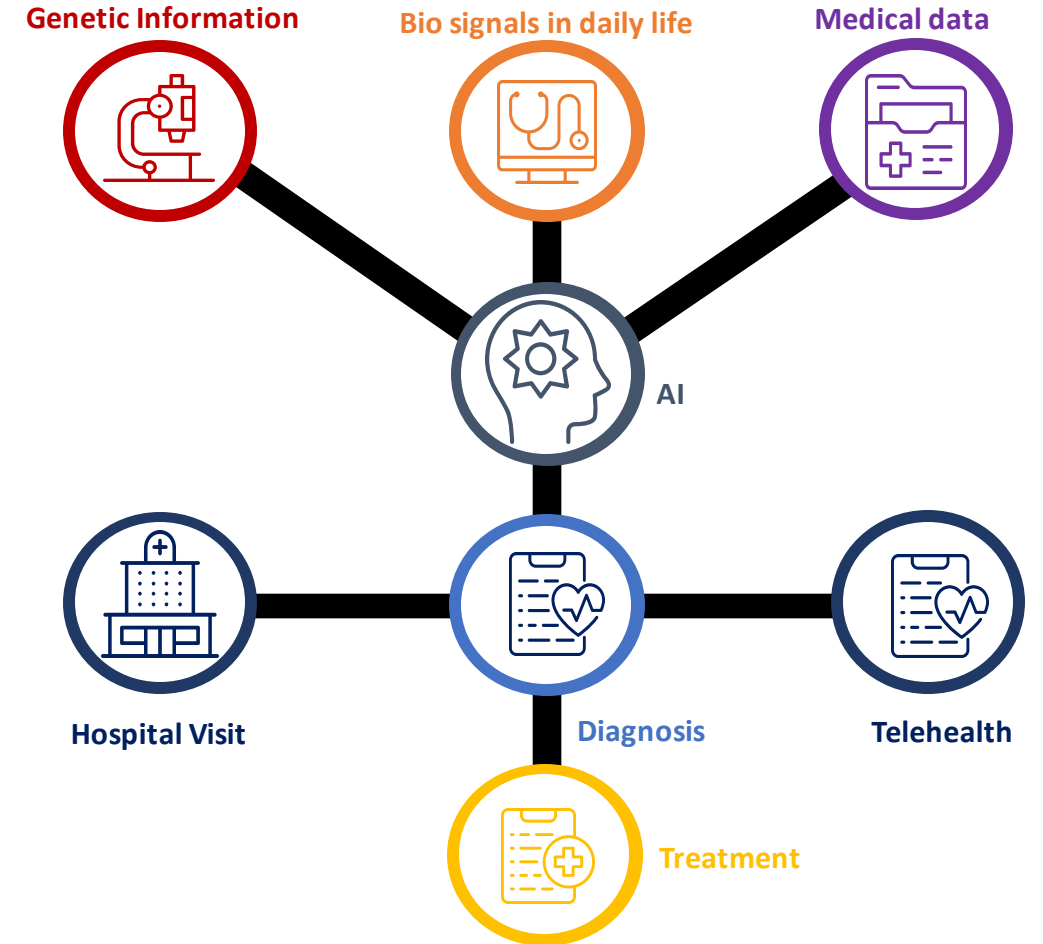 Genetic Information
Bio signals in daily life
Medical data
AI
Hospital Visit
Diagnosis
Telehealth
Treatment